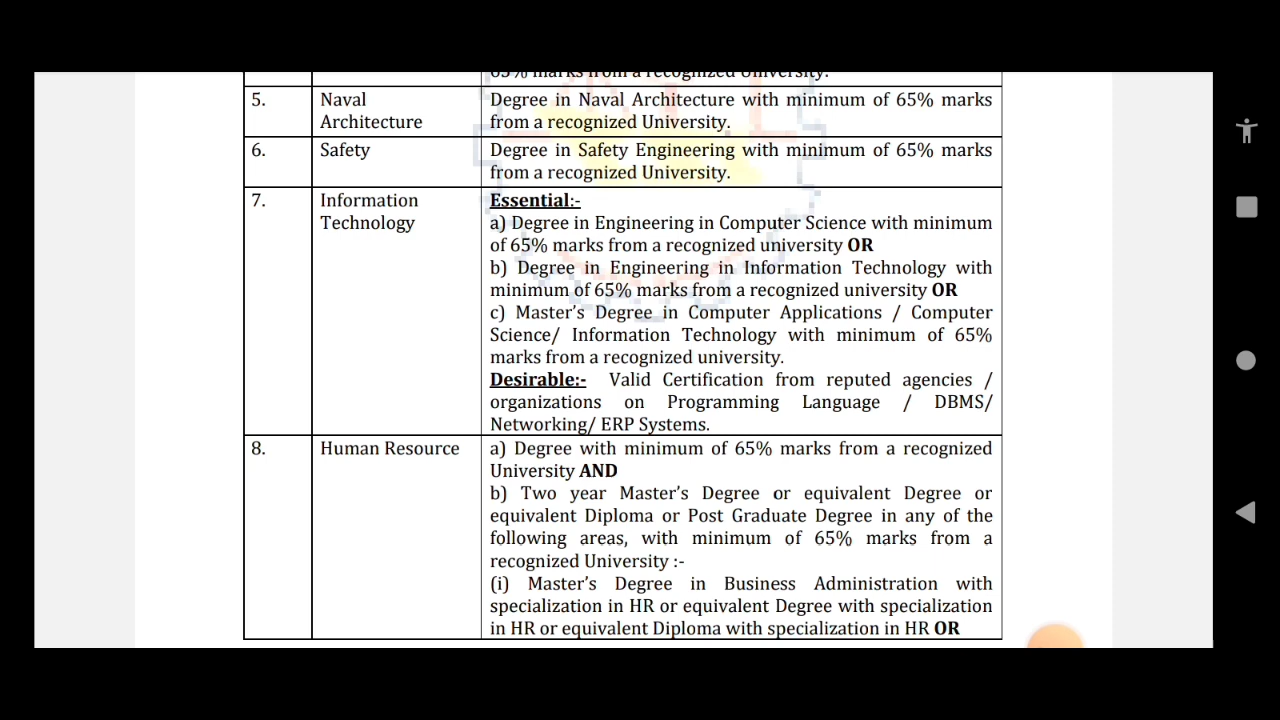 65% marks from a recognized University.
5. Naval Architecture Degree in Naval Architecture with minimum of 65% marks
from a recognized University.
6. Safety Degree in Safety Engineering with minimum of 65% marks
from a recognized University.
7. Information Technology Essential:-
a) Degree in Engineering in Computer Science with minimum
of 65% marks from a recognized university OR
b) Degree in Engineering in Information Technology with
minimum of 65% marks from a recognized university OR
c) Master's Degree in Computer Applications / Computer
Science/ Information Technology with minimum of 65%
marks from a recognized university.
Desirable:- Valid Certification from reputed agencies /
organizations on Programming Language / DBMS/
Networking/ ERP Systems.
8. Human Resource a) Degree with minimum of 65% marks from a recognized
University AND
b) Two year Master's Degree or equivalent Degree or
equivalent Diploma or Post Graduate Degree in any of the
following areas, with minimum of 65% marks from a
recognized University :-
(i) Master's Degree in Business Administration with
specialization in HR or equivalent Degree with specialization
in HR or equivalent Diploma with specialization in HR OR